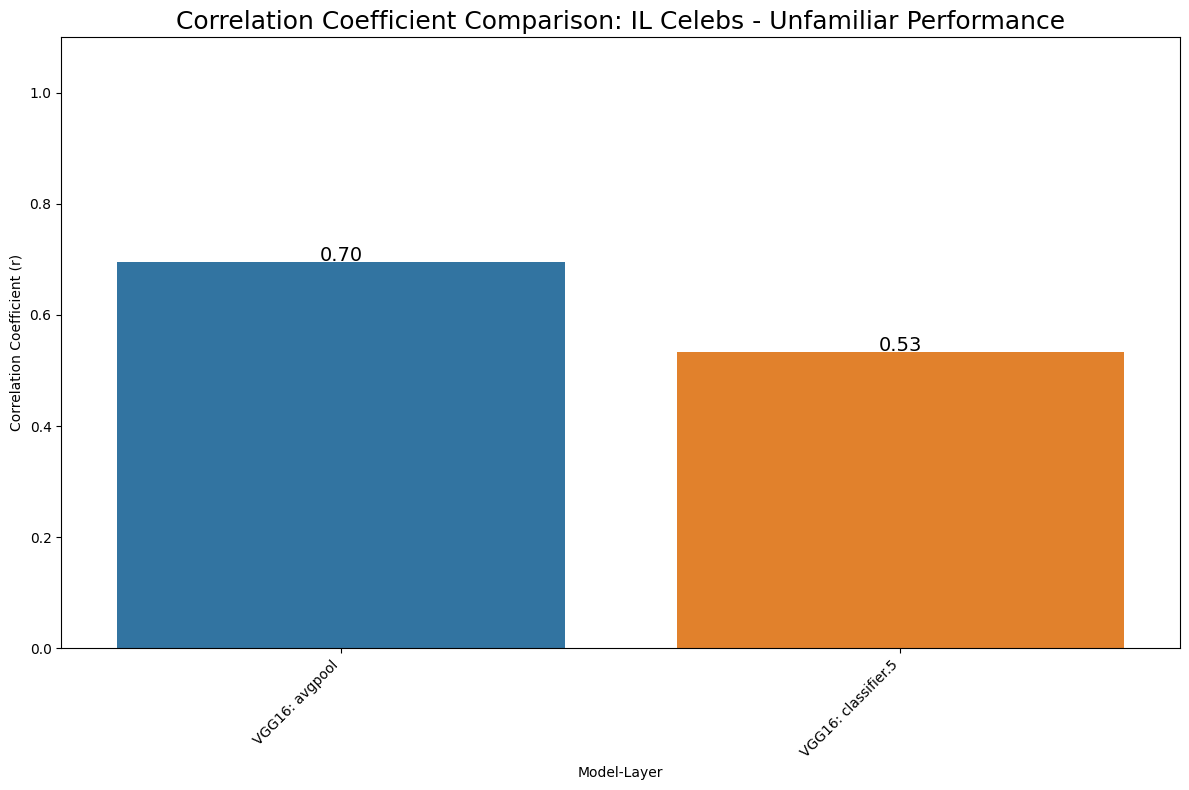 Correlation Coefficient Comparison: IL Celebs - Unfamiliar Performance
1.0
0.8
0.6
0.4
0.2
0.0
Correlation Coefficient (r)
0.70
0.53
VGG16: avgpool
VGG16: classifier.5
Model-Layer